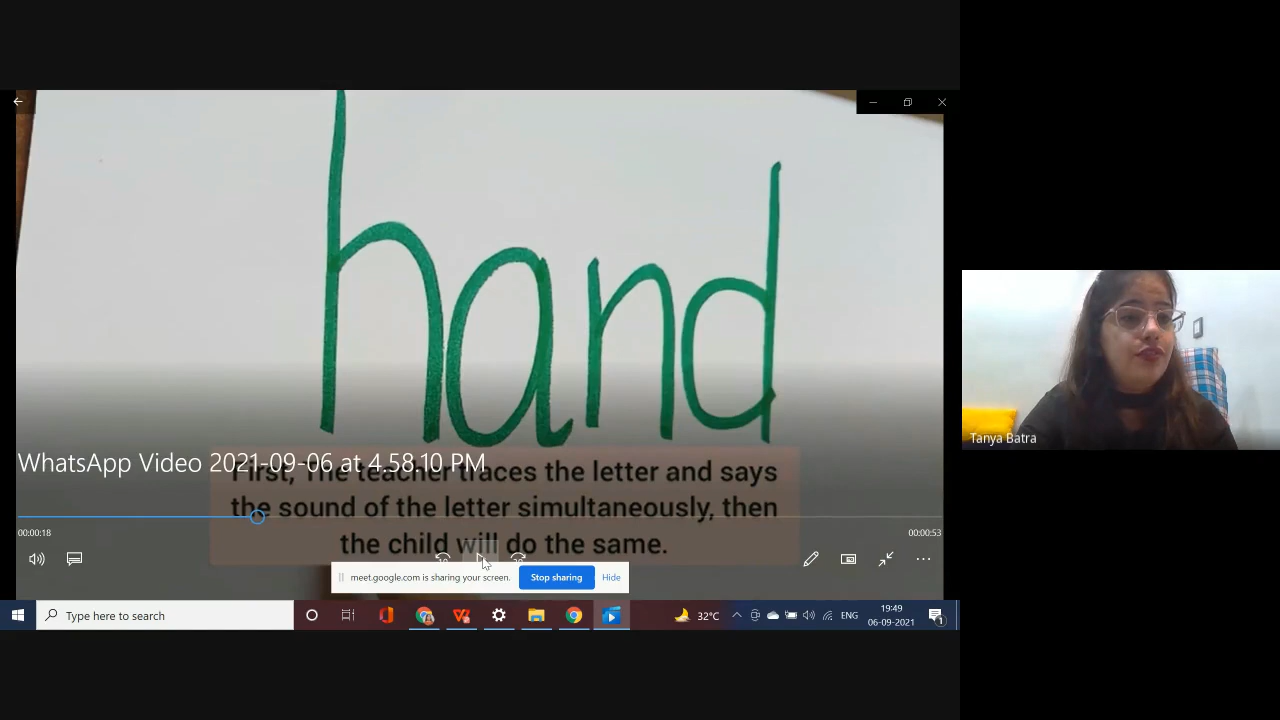 hand
WhatsApp Video 2021-09-06 at 4.58.10 PM
First, The teacher traces the letter and says
the sound of the letter simultaneously, then
the child will do the same.
00:00:18
00:00:53
meet.google.com is sharing your screen.
Stop sharing
Hide
Type here to search
32°C
ENG
19:49
06-09-2021
1
Tanya Batra